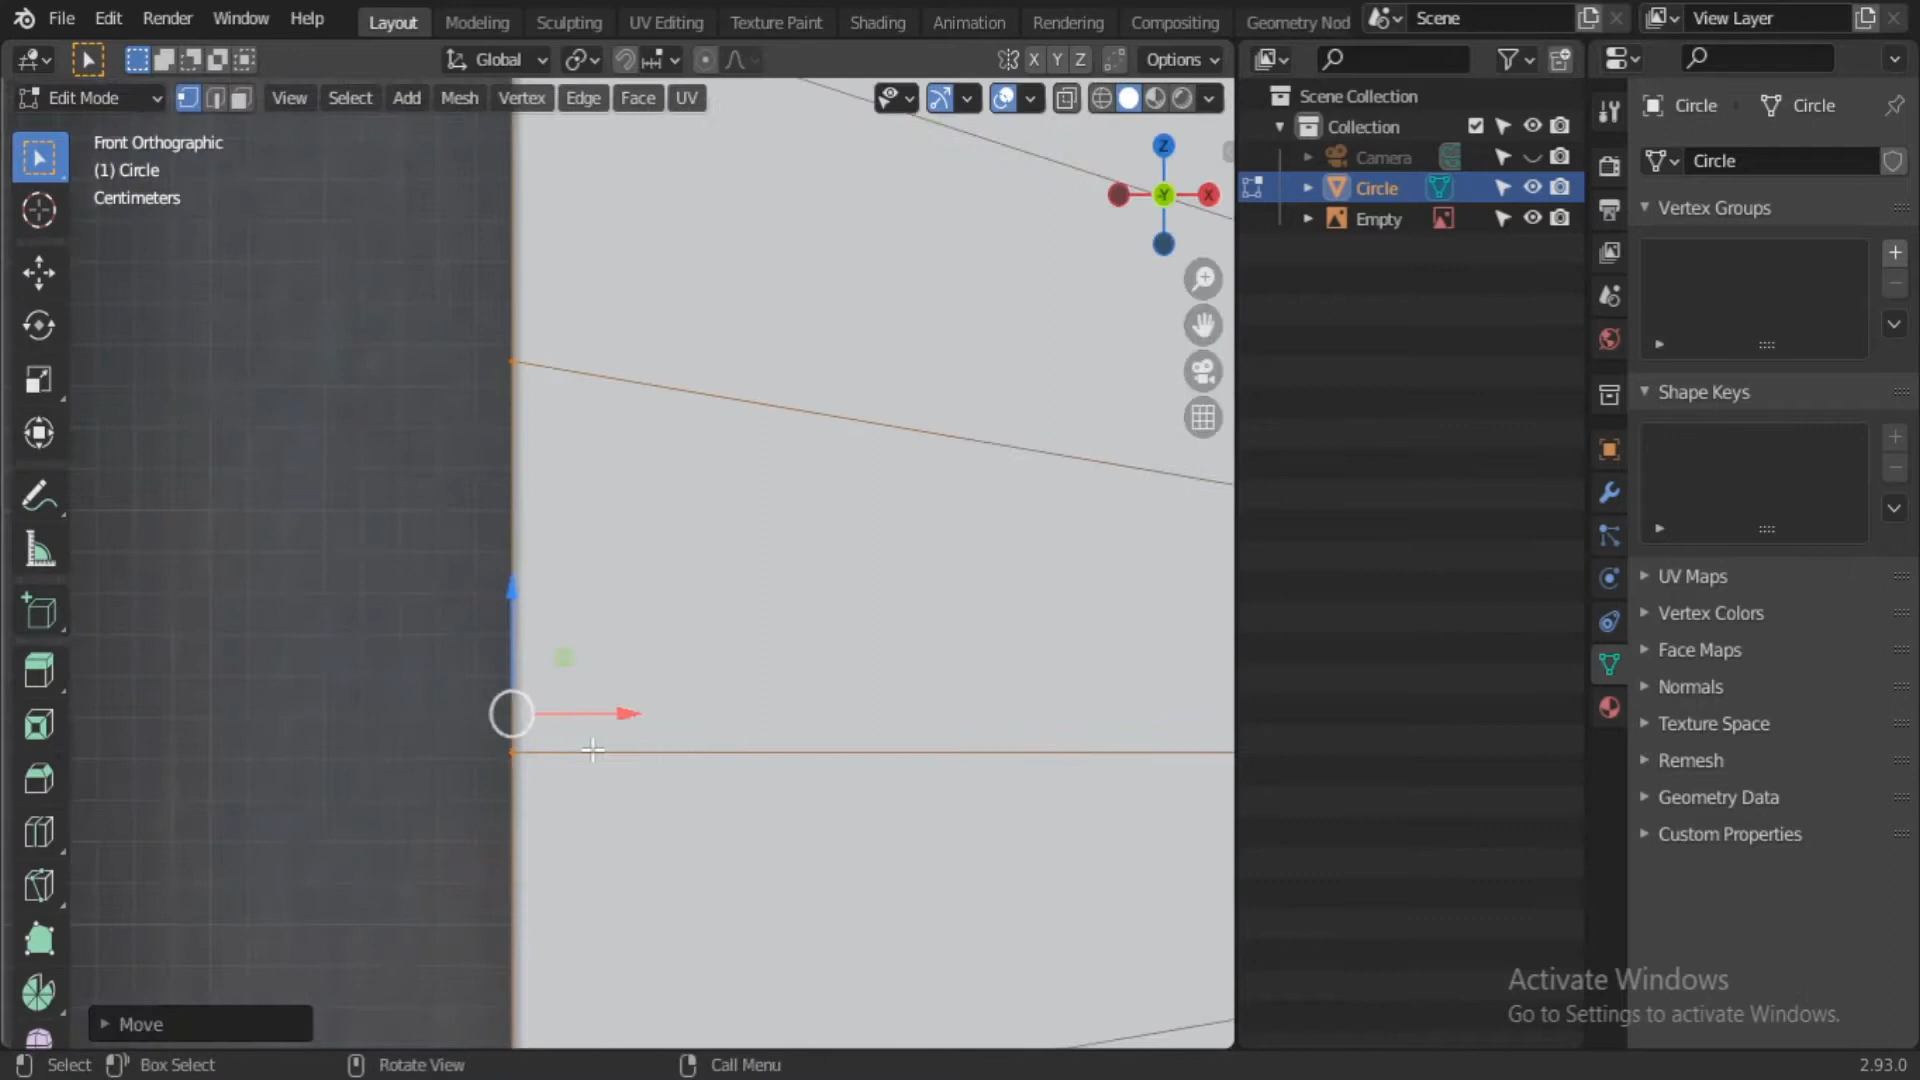 File Edit Render Window Help Layout Modeling Sculpting UV Editing Texture Paint Shading Animation Rendering Compositing Geometry Nod Scene View Layer
Global X Y Z Options
Edit Mode View Select Add Mesh Vertex Edge Face UV
Front Orthographic
(1) Circle
Centimeters
Z
-Y X
Scene Collection
Collection
Camera
Circle
Empty
Circle Circle
Circle
Vertex Groups
Shape Keys
UV Maps
Vertex Colors
Face Maps
Normals
Texture Space
Remesh
Geometry Data
Custom Properties
Activate Windows
Go to Settings to activate Windows.
Move
Select Box Select Rotate View Call Menu 2.93.0